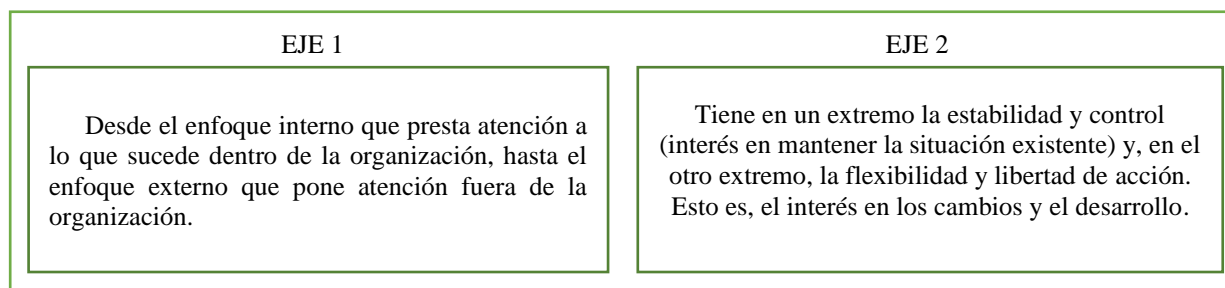 EJE 1
Desde el enfoque interno que presta atención a
lo que sucede dentro de la organización, hasta el
enfoque externo que pone atención fuera de la
organización.
EJE 2
Tiene en un extremo la estabilidad y control
(interés en mantener la situación existente) y, en el
otro extremo, la flexibilidad y libertad de acción.
Esto es, el interés en los cambios y el desarrollo.